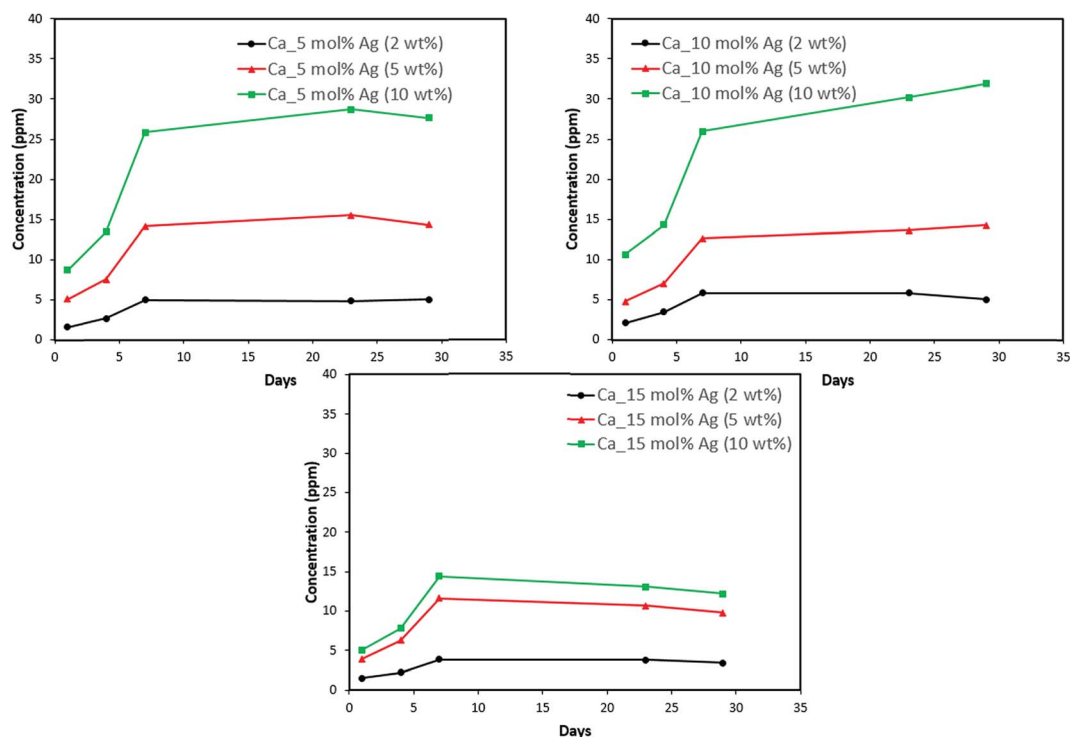 Concentration (ppm)
40
35
30
25
20
15
10
5
0
Ca_5 mol% Ag (2 wt%)
Ca_5 mol% Ag (5 wt%)
Ca_5 mol% Ag (10 wt%)
0 5 10 15 20 25 30 35
Days
Concentration (ppm)
40
35
30
25
20
15
10
5
0
Ca_10 mol% Ag (2 wt%)
Ca_10 mol% Ag (5 wt%)
Ca_10 mol% Ag (10 wt%)
0 5 10 15 20 25 30 35
Days
Concentration (ppm)
40
35
30
25
20
15
10
5
0
Ca_15 mol% Ag (2 wt%)
Ca_15 mol% Ag (5 wt%)
Ca_15 mol% Ag (10 wt%)
0 5 10 15 20 25 30 35
Days